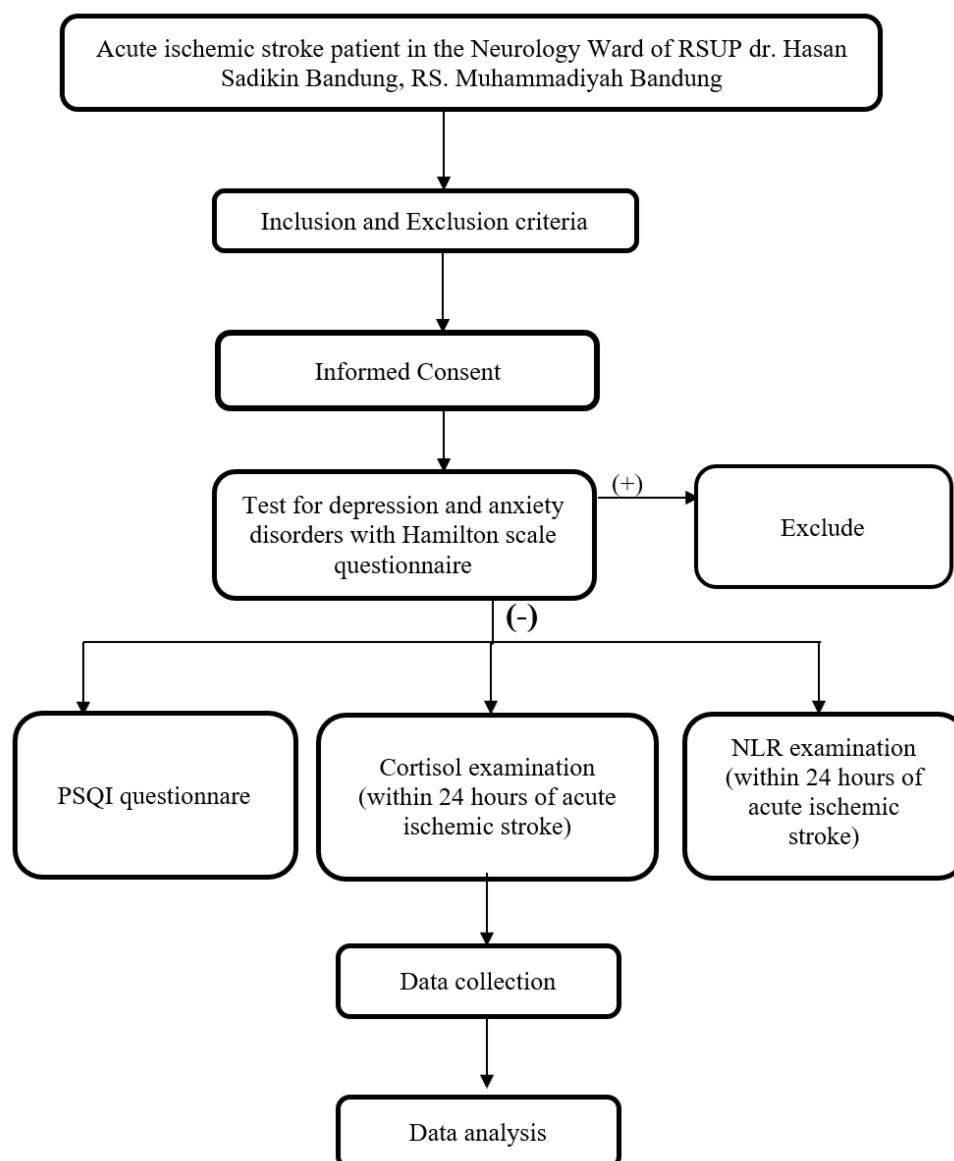 Acute ischemic stroke patient in the Neurology Ward of RSUP dr. Hasan
Sadikin Bandung, RS. Muhammadiyah Bandung
Inclusion and Exclusion criteria
Informed Consent
Test for depression and anxiety
disorders with Hamilton scale
questionnaire
(+)
Exclude
(-)
PSQI questionnare
Cortisol examination
(within 24 hours of acute
ischemic stroke)
NLR examination
(within 24 hours of
acute ischemic
stroke)
Data collection
Data analysis